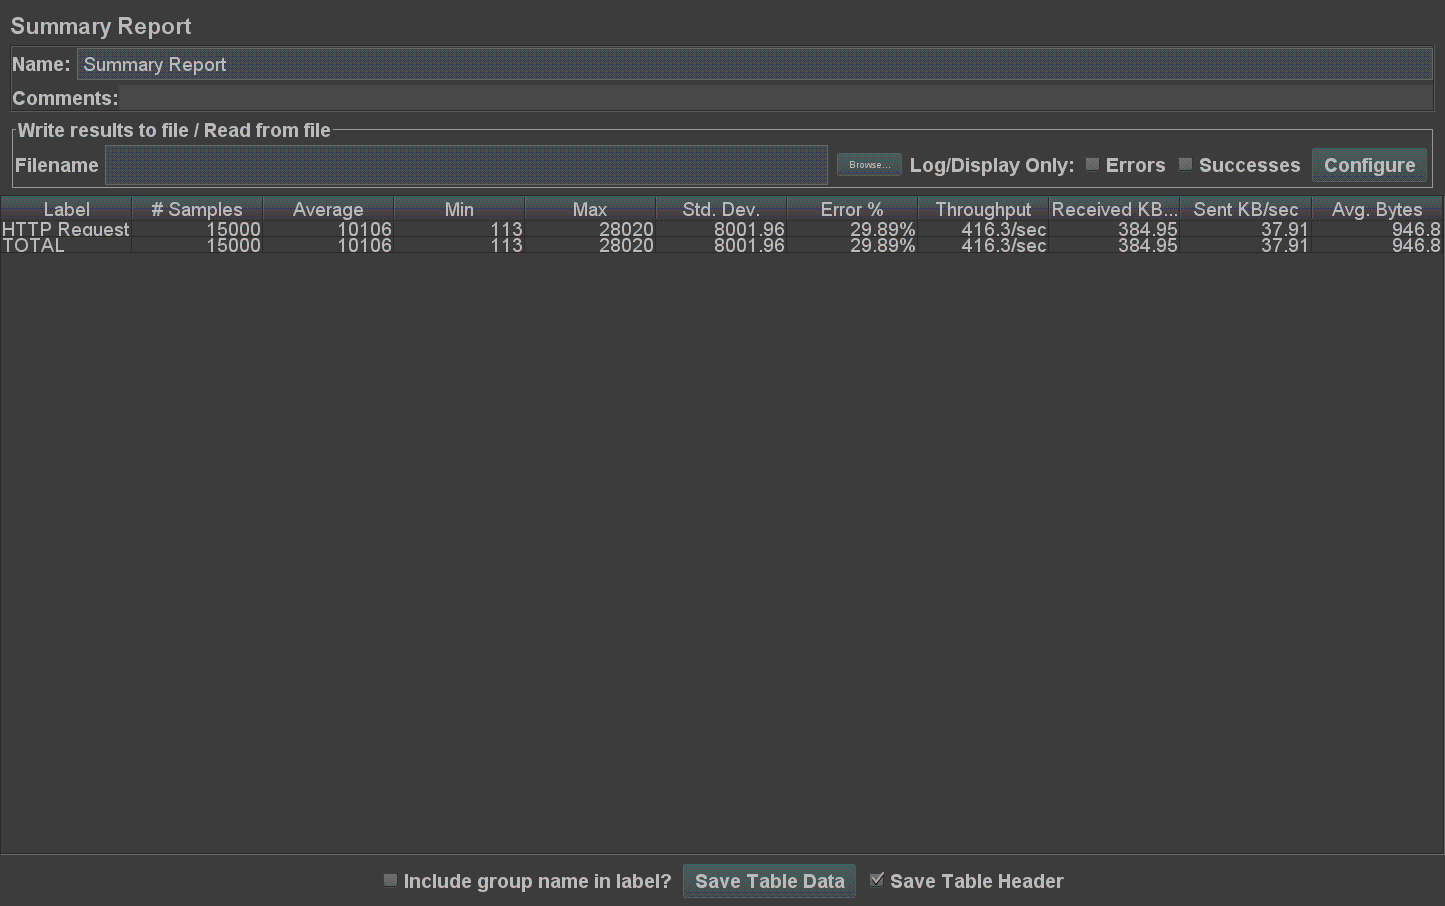 Summary Report
Name: Summary Report
Comments:
Write results to file / Read from file
Filename Browse... Log/Display Only: Errors Successes Configure
Label # Samples Average Min Max Std. Dev. Error % Throughput Received KB... Sent KB/sec Avg. Bytes
HTTP Request 15000 10106 113 28020 8001.96 29.89% 416.3/sec 384.95 37.91 946.8
TOTAL 15000 10106 113 28020 8001.96 29.89% 416.3/sec 384.95 37.91 946.8
Include group name in label? Save Table Data Save Table Header